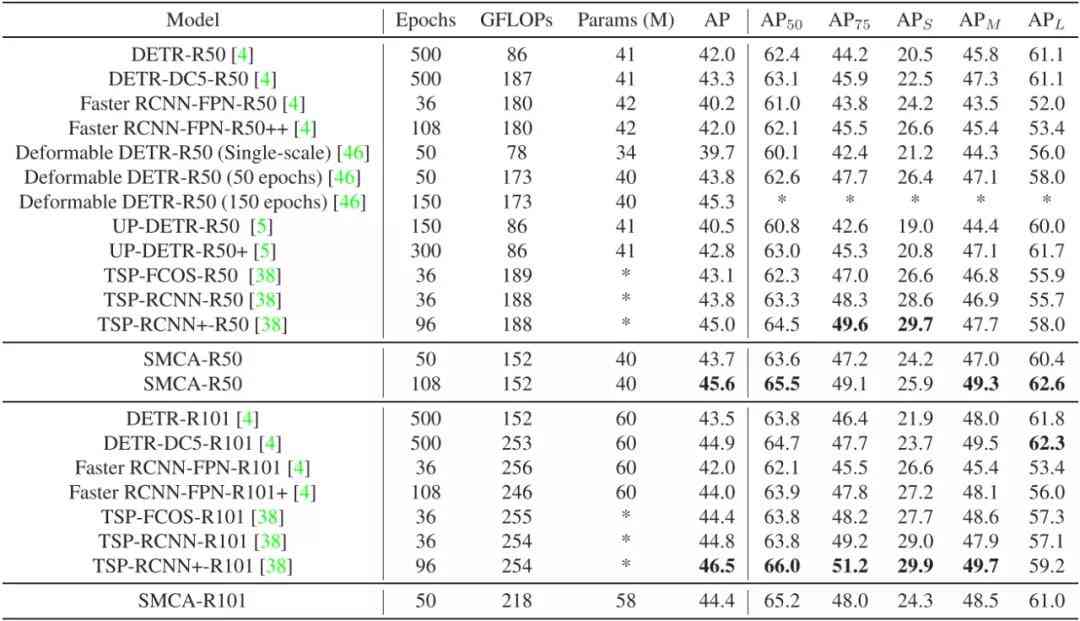 Model Epochs GFLOPs Params (M) AP AP50 AP75 APS APM APL
DETR-R50 [4] 500 86 41 42.0 62.4 44.2 20.5 45.8 61.1
DETR-DC5-R50 [4] 500 187 41 43.3 63.1 45.9 22.5 47.3 61.1
Faster RCNN-FPN-R50 [4] 36 180 42 40.2 61.0 43.8 24.2 43.5 52.0
Faster RCNN-FPN-R50++ [4] 108 180 42 42.0 62.1 45.5 26.6 45.4 53.4
Deformable DETR-R50 (Single-scale) [46] 50 78 34 39.7 60.1 42.4 21.2 44.3 56.0
Deformable DETR-R50 (50 epochs) [46] 50 173 40 43.8 62.6 47.7 26.4 47.1 58.0
Deformable DETR-R50 (150 epochs) [46] 150 173 40 45.3 * * * * *
UP-DETR-R50 [5] 150 86 41 40.5 60.8 42.6 19.0 44.4 60.0
UP-DETR-R50+ [5] 300 86 41 42.8 63.0 45.3 20.8 47.1 61.7
TSP-FCOS-R50 [38] 36 189 * 43.1 62.3 47.0 26.6 46.8 55.9
TSP-RCNN-R50 [38] 36 188 * 43.8 63.3 48.3 28.6 46.9 55.7
TSP-RCNN+-R50 [38] 96 188 * 45.0 64.5 49.6 29.7 47.7 58.0
SMCA-R50 50 152 40 43.7 63.6 47.2 24.2 47.0 60.4
SMCA-R50 108 152 40 45.6 65.5 49.1 25.9 49.3 62.6
DETR-R101 [4] 500 152 60 43.5 63.8 46.4 21.9 48.0 61.8
DETR-DC5-R101 [4] 500 253 60 44.9 64.7 47.7 23.7 49.5 62.3
Faster RCNN-FPN-R101 [4] 36 256 60 42.0 62.1 45.5 26.6 45.4 53.4
Faster RCNN-FPN-R101+ [4] 108 246 60 44.0 63.9 47.8 27.2 48.1 56.0
TSP-FCOS-R101 [38] 36 255 * 44.4 63.8 48.2 27.7 48.6 57.3
TSP-RCNN-R101 [38] 36 254 * 44.8 63.8 49.2 29.0 47.9 57.1
TSP-RCNN+-R101 [38] 96 254 * 46.5 66.0 51.2 29.9 49.7 59.2
SMCA-R101 50 218 58 44.4 65.2 48.0 24.3 48.5 61.0